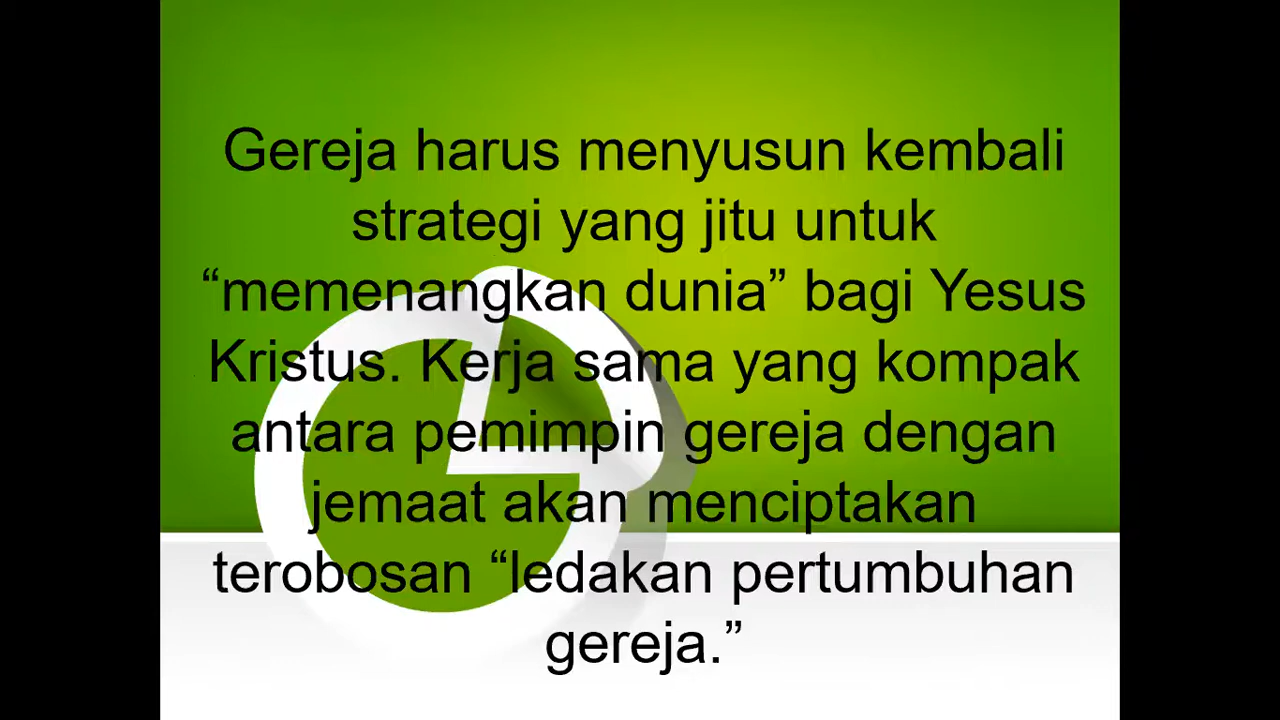 Gereja harus menyusun kembali
strategi yang jitu untuk
“memenangkan dunia” bagi Yesus
Kristus. Kerja sama yang kompak
antara pemimpin gereja dengan
jemaat akan menciptakan
terobosan “ledakan pertumbuhan
gereja.”